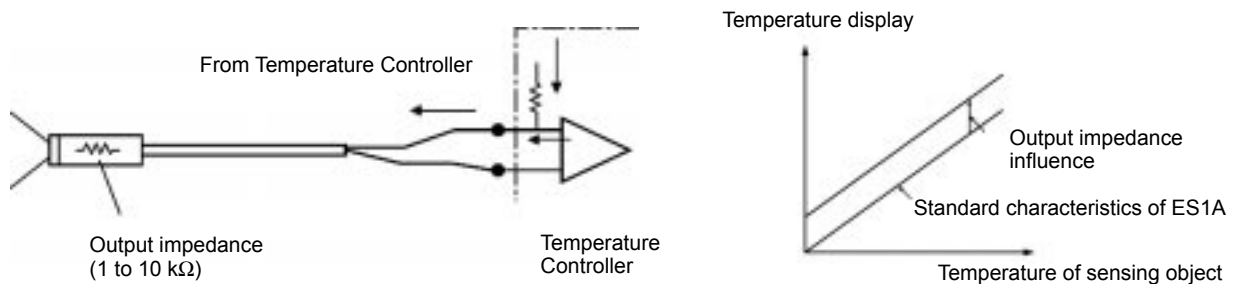 From Temperature Controller
Output impedance
(1 to 10 kΩ)
Temperature
Controller
Temperature display
Output impedance
influence
Standard characteristics of ES1A
Temperature of sensing object